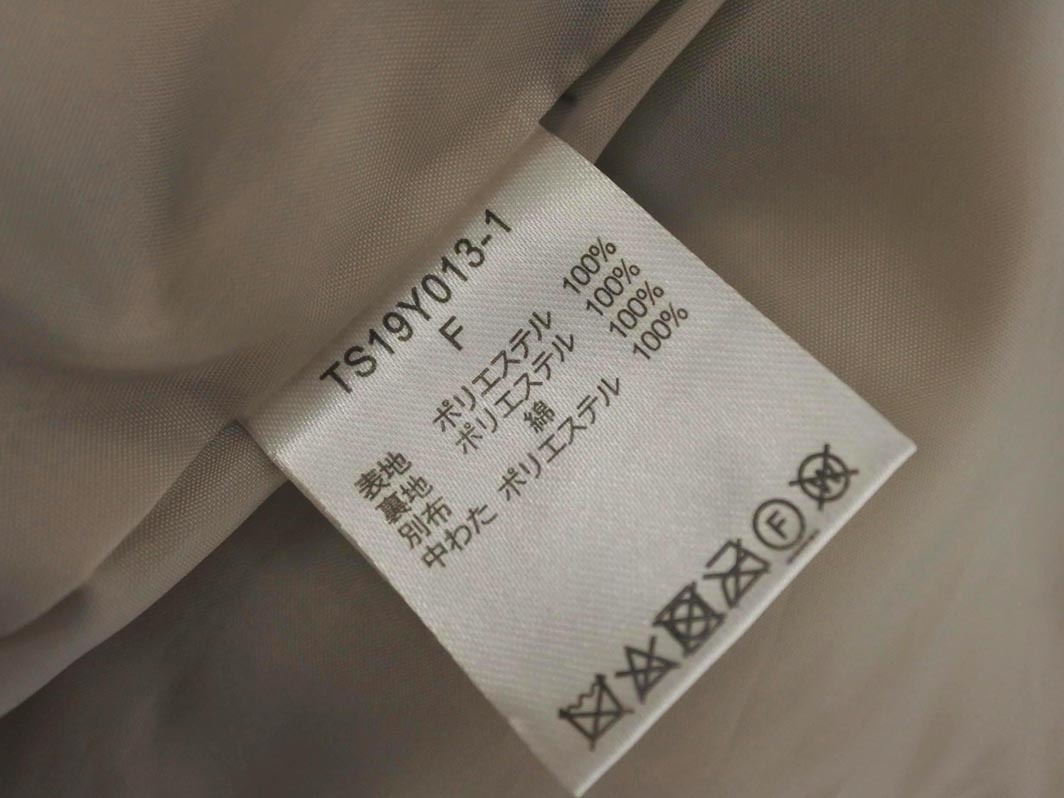 TS19Y013-1
F
表地 ポリエステル 100%
裏地 ポリエステル 100%
別布 綿 100%
中わた ポリエステル 100%
F
W